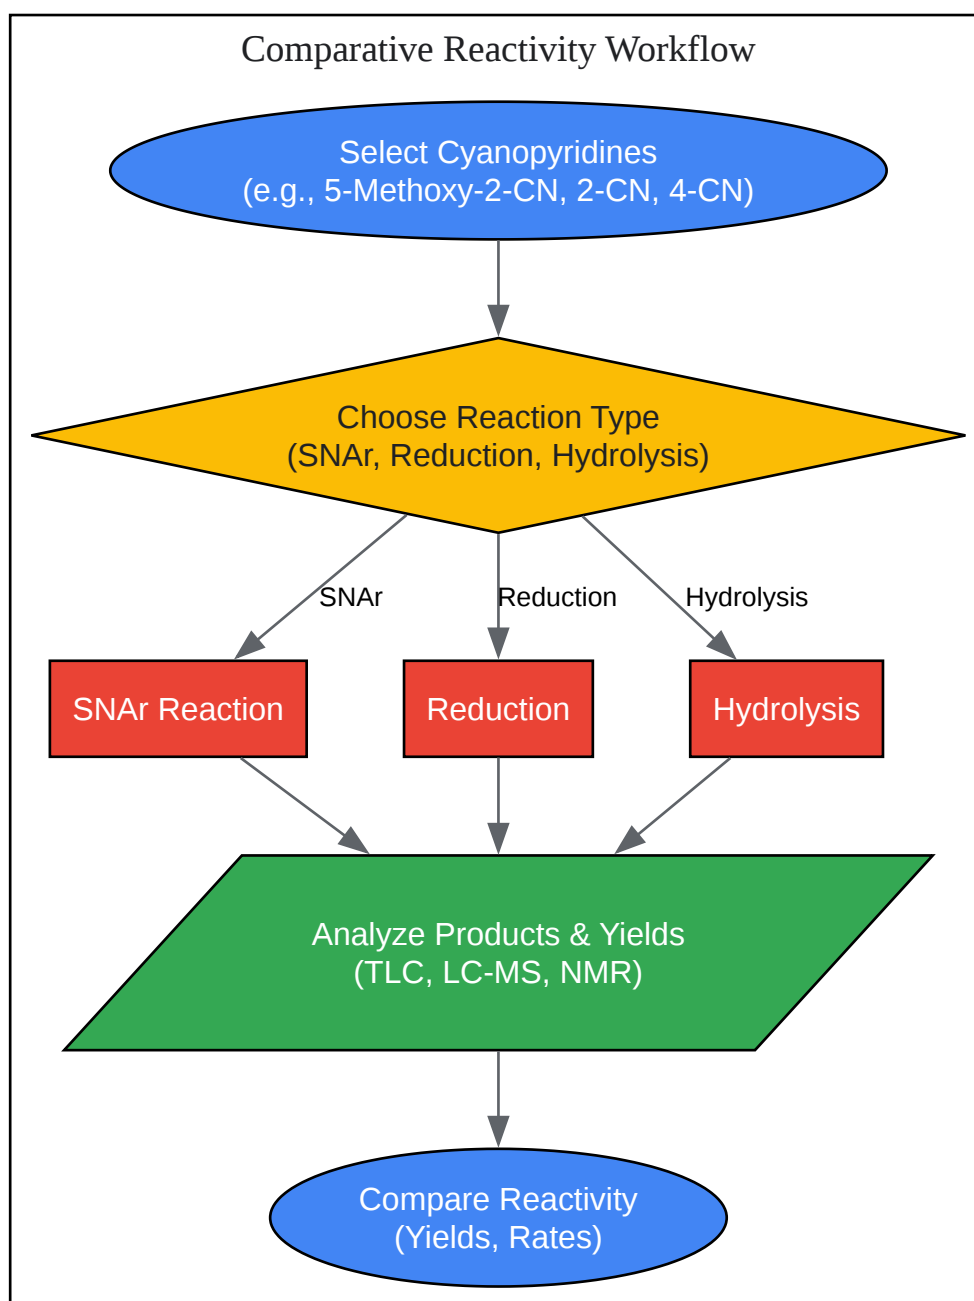 Comparative Reactivity Workflow
Select Cyanopyridines
(e.g., 5-Methoxy-2-CN, 2-CN, 4-CN)
Choose Reaction Type
(SNAr, Reduction, Hydrolysis)
SNAr
Reduction
Hydrolysis
SNAr Reaction
Reduction
Hydrolysis
Analyze Products & Yields
(TLC, LC-MS, NMR)
Compare Reactivity
(Yields, Rates)